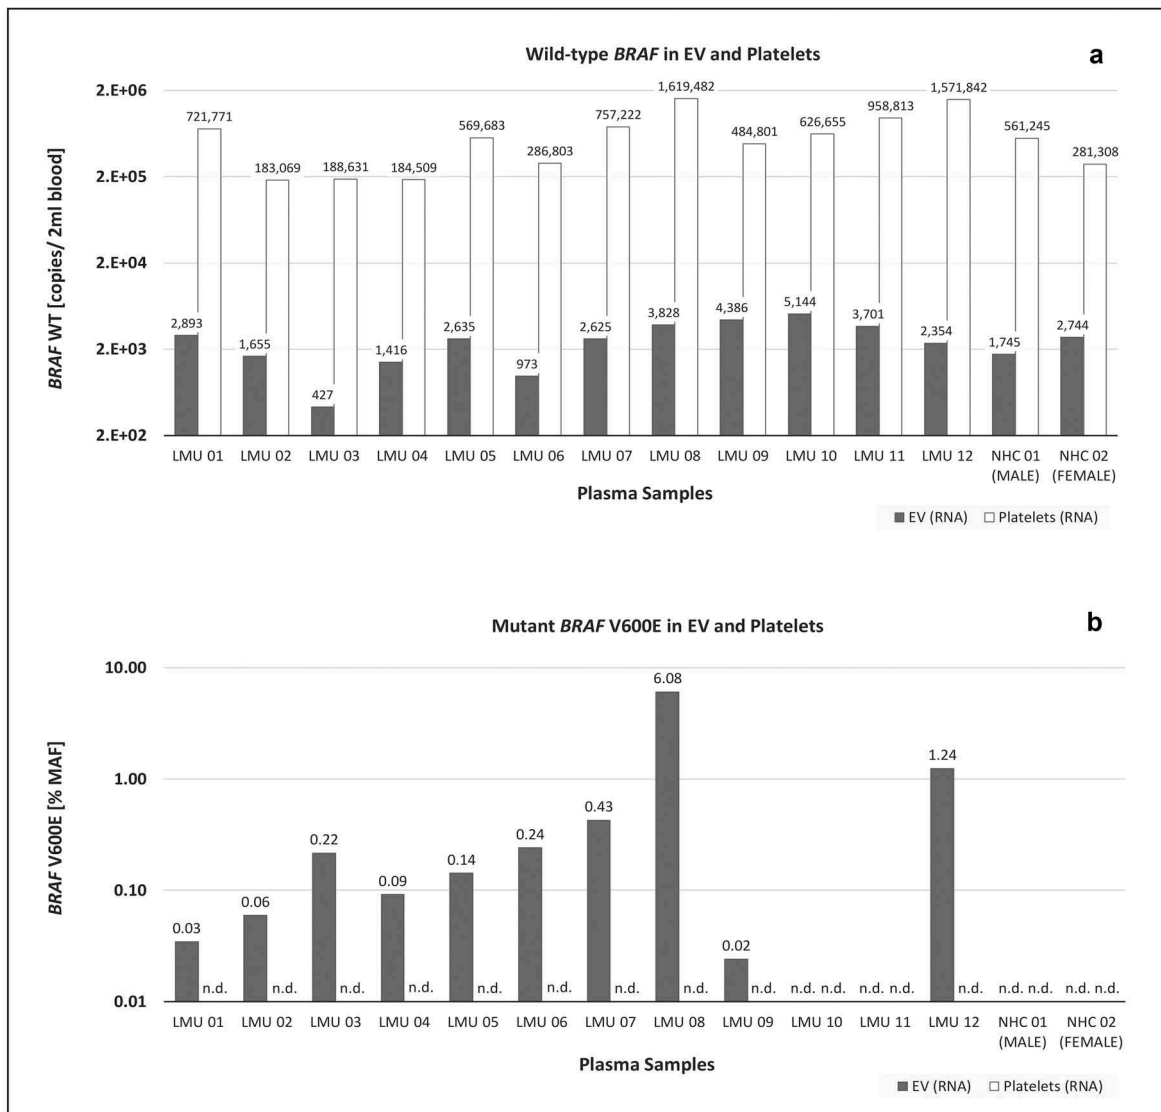 Wild-type BRAF in EV and Platelets
a
BRAF WT [copies/ 2ml blood]
2.E+06
2.E+05
2.E+04
2.E+03
2.E+02
721,771
183,069
188,631
184,509
569,683
286,803
757,222
1,619,482
484,801
626,655
958,813
1,571,842
561,245
281,308
2,893
1,655
427
1,416
2,635
973
2,625
3,828
4,386
5,144
3,701
2,354
1,745
2,744
LMU 01 LMU 02 LMU 03 LMU 04 LMU 05 LMU 06 LMU 07 LMU 08 LMU 09 LMU 10 LMU 11 LMU 12 NHC 01 NHC 02
(MALE) (FEMALE)
Plasma Samples
EV (RNA) Platelets (RNA)
Mutant BRAF V600E in EV and Platelets
b
BRAF V600E [% MAF]
10.00
1.00
0.10
0.01
0.03
n.d.
0.06
n.d.
0.22
n.d.
0.09
n.d.
0.14
n.d.
0.24
n.d.
0.43
n.d.
6.08
n.d.
0.02
n.d.
n.d. n.d.
n.d. n.d.
1.24
n.d.
n.d. n.d.
n.d. n.d.
LMU 01 LMU 02 LMU 03 LMU 04 LMU 05 LMU 06 LMU 07 LMU 08 LMU 09 LMU 10 LMU 11 LMU 12 NHC 01 NHC 02
(MALE) (FEMALE)
Plasma Samples
EV (RNA) Platelets (RNA)